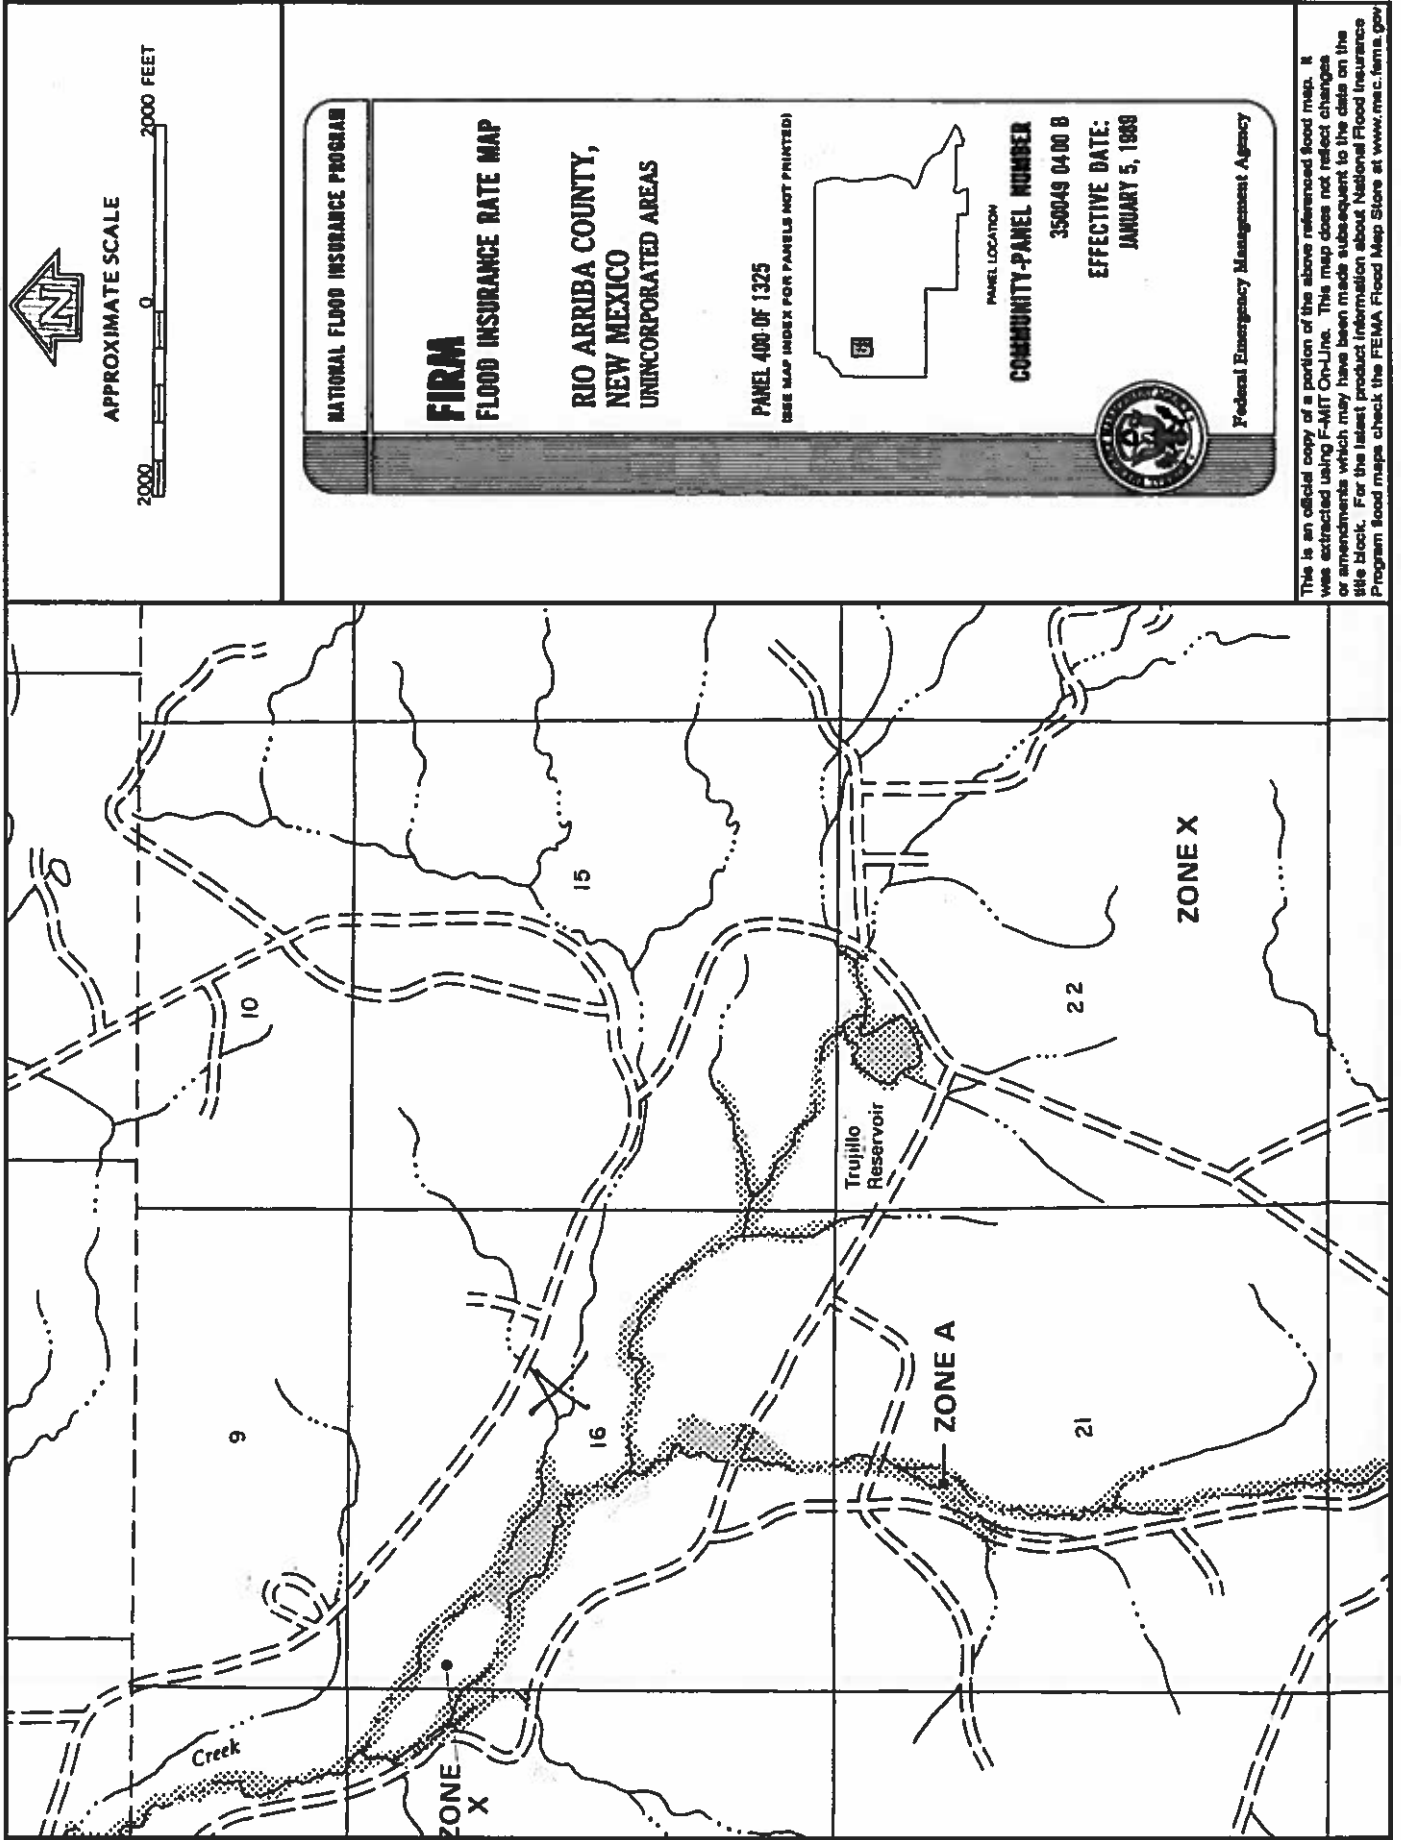 APPROXIMATE SCALE
2000 0 2000 FEET
N
NATIONAL FLOOD INSURANCE PROGRAM
FIRM
FLOOD INSURANCE RATE MAP
RIO ARRIBA COUNTY,
NEW MEXICO
UNINCORPORATED AREAS
PANEL 400 OF 1325
(SEE MAP INDEX FOR PANELS NOT PRINTED)
PANEL LOCATION
COMMUNITY-PANEL NUMBER
350049 0400 B
EFFECTIVE DATE:
JANUARY 5, 1989
Federal Emergency Management Agency
This is an official copy of a portion of the above referenced flood map. It
was extracted using F-MIT On-Line. This map does not reflect changes
or amendments which may have been made subsequent to the date on the
title block. For the latest product information about National Flood Insurance
Program flood maps check the FEMA Flood Map Store at www.msc.fema.gov
Creek
9
10
15
16
ZONE
X
Trujillo
Reservoir
ZONE A
21
22
ZONE X